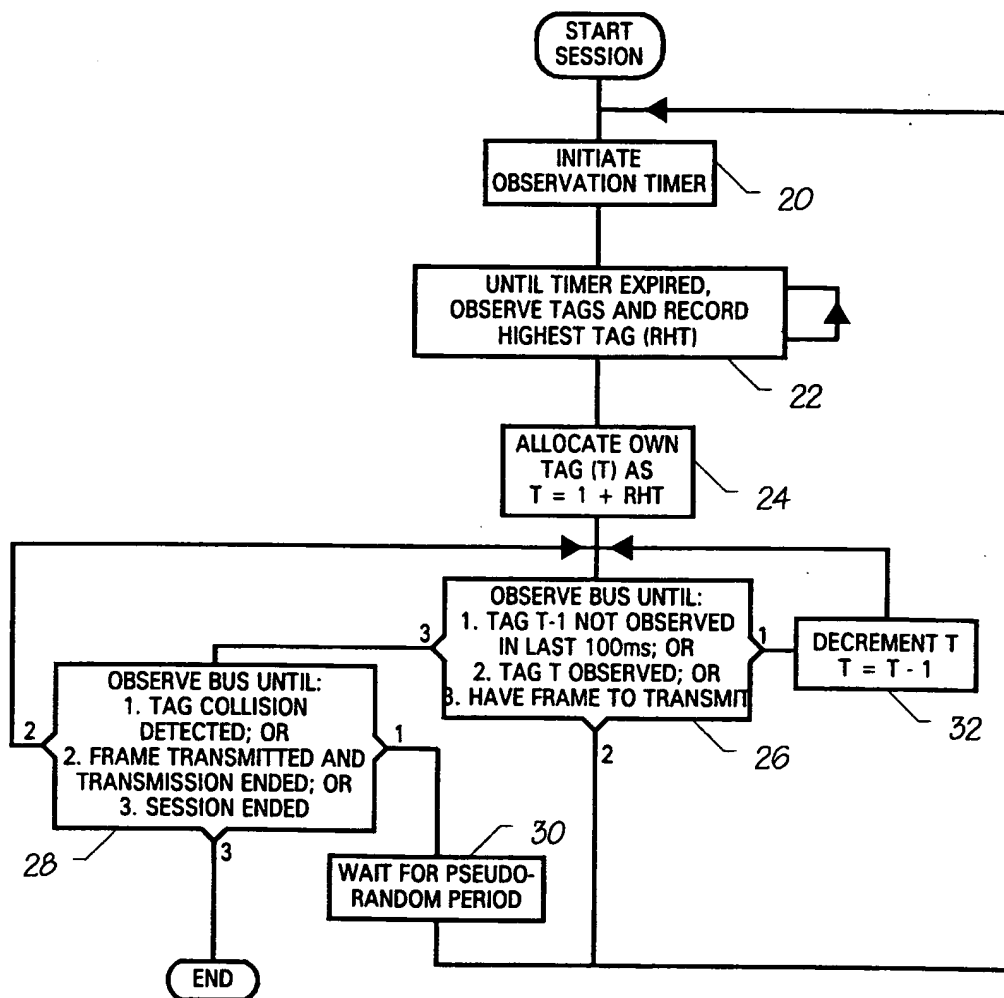 START
SESSION
INITIATE
OBSERVATION TIMER
20
UNTIL TIMER EXPIRED,
OBSERVE TAGS AND RECORD
HIGHEST TAG (RHT)
22
ALLOCATE OWN
TAG (T) AS
T = 1 + RHT
24
OBSERVE BUS UNTIL:
1. TAG T-1 NOT OBSERVED
IN LAST 100ms; OR
2. TAG T OBSERVED; OR
3. HAVE FRAME TO TRANSMIT
3
1
2
26
DECREMENT T
T = T - 1
32
OBSERVE BUS UNTIL:
1. TAG COLLISION
DETECTED; OR
2. FRAME TRANSMITTED AND
TRANSMISSION ENDED; OR
3. SESSION ENDED
2
1
3
28
30
WAIT FOR PSEUDO-
RANDOM PERIOD
END